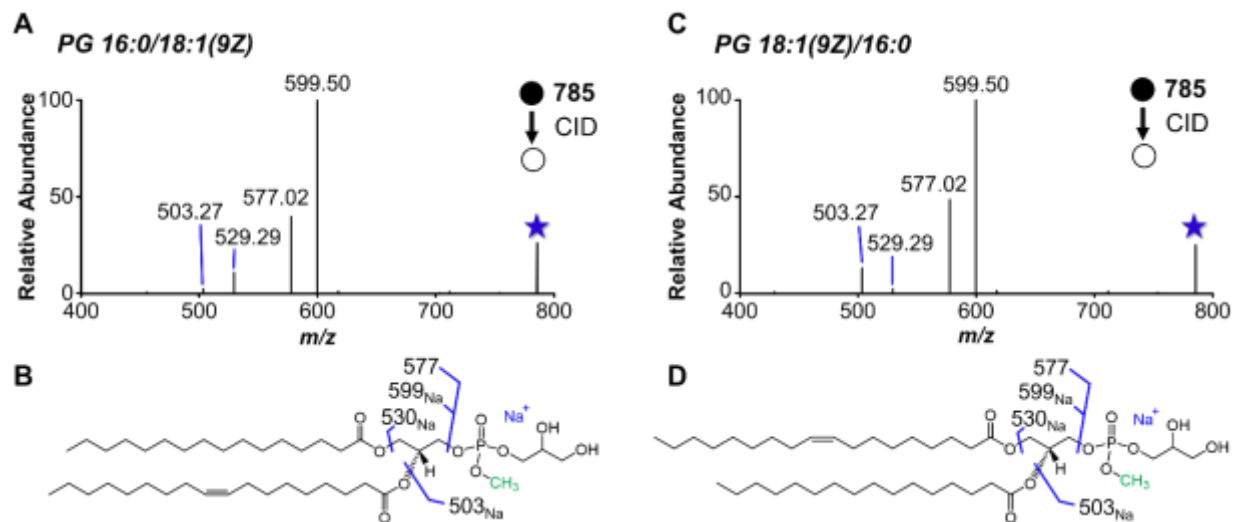 A
PG 16:0/18:1(9Z)
599.50
785
CID
100
50
0
577.02
503.27
529.29
Relative Abundance
400 500 600 700 800
m/z
B
577
599Na
530Na
Na+
O
O
O
O
P
O
O
O
H
OH
OH
CH3
503Na
C
PG 18:1(9Z)/16:0
599.50
785
CID
100
50
0
577.02
503.27
529.29
Relative Abundance
400 500 600 700 800
m/z
D
577
599Na
530Na
Na+
O
O
O
O
P
O
O
O
H
OH
OH
CH3
503Na